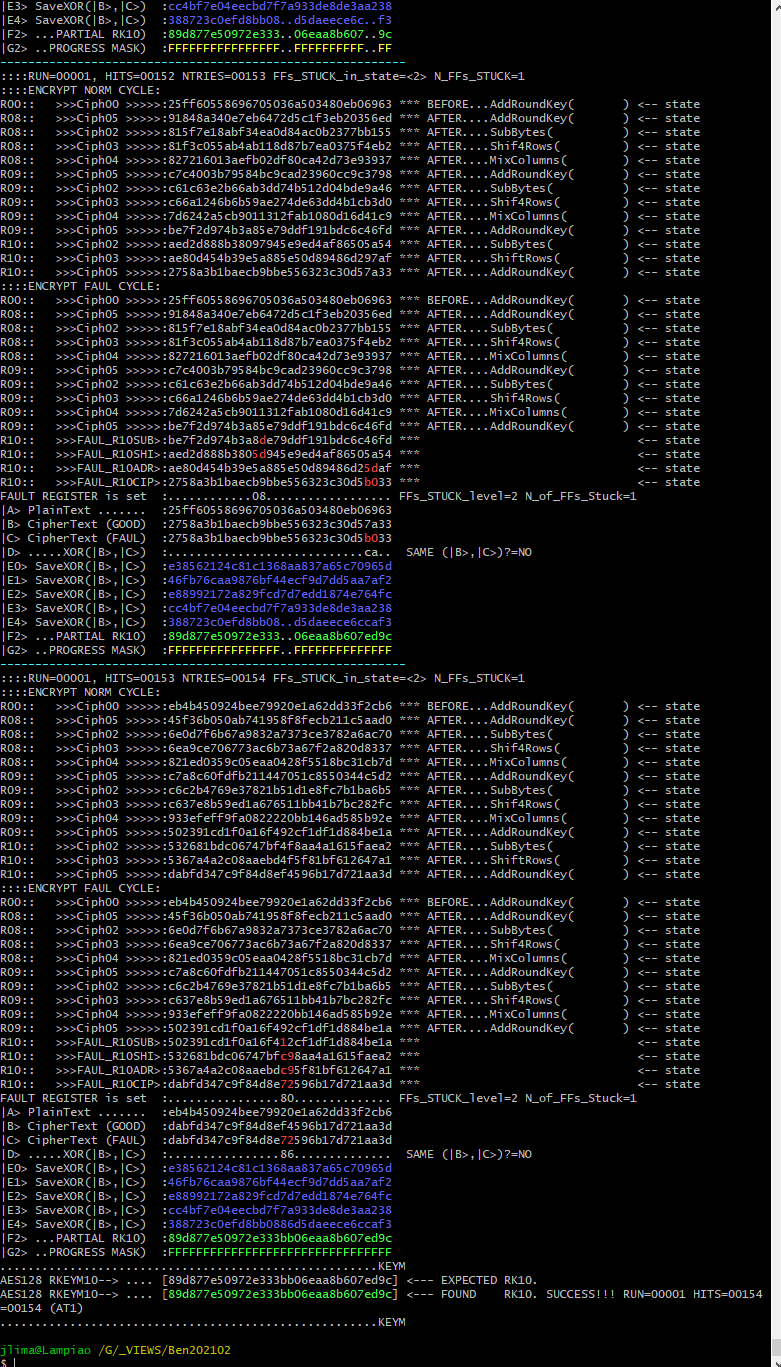 |E3> SaveXOR(|B>,|C>)  :cc4bf7e04eecbd7f7a933de8de3aa238
|E4> SaveXOR(|B>,|C>)  :388723c0efd8bb08..d5daeece6c..f3
|F2> ...PARTIAL RK10)  :89d877e50972e333..06eaa8b607..9c
|G2> ..PROGRESS MASK)  :FFFFFFFFFFFFFFFF..FFFFFFFFFF..FF
----------------------------------------------------------
::::RUN=00001, HITS=00152 NTRIES=00153 FFs_STUCK_in_state=<2> N_FFs_STUCK=1
::::ENCRYPT NORM CYCLE:
R00::   >>>Ciph00 >>>>>:25ff60558696705036a503480eb06963 *** BEFORE...AddRoundKey(       ) <-- state
R08::   >>>Ciph05 >>>>>:91848a340e7eb6472d5c1f3eb20356ed *** AFTER....AddRoundKey(       ) <-- state
R08::   >>>Ciph02 >>>>>:815f7e18abf34ea0d84ac0b2377bb155 *** AFTER....SubBytes(          ) <-- state
R08::   >>>Ciph03 >>>>>:81f3c055ab4ab118d87b7ea0375f4eb2 *** AFTER....Shif4Rows(         ) <-- state
R08::   >>>Ciph04 >>>>>:827216013aefb02df80ca42d73e93937 *** AFTER....MixColumns(        ) <-- state
R09::   >>>Ciph05 >>>>>:c7c4003b79584bc9cad23960cc9c3798 *** AFTER....AddRoundKey(       ) <-- state
R09::   >>>Ciph02 >>>>>:c61c63e2b66ab3dd74b512d04bde9a46 *** AFTER....SubBytes(          ) <-- state
R09::   >>>Ciph03 >>>>>:c66a1246b6b59ae274de63dd4b1cb3d0 *** AFTER....Shif4Rows(         ) <-- state
R09::   >>>Ciph04 >>>>>:7d6242a5cb9011312fab1080d16d41c9 *** AFTER....MixColumns(        ) <-- state
R09::   >>>Ciph05 >>>>>:be7f2d974b3a85e79ddf191bdc6c46fd *** AFTER....AddRoundKey(       ) <-- state
R10::   >>>Ciph02 >>>>>:aed2d888b38097945e9ed4af86505a54 *** AFTER....SubBytes(          ) <-- state
R10::   >>>Ciph03 >>>>>:ae80d454b39e5a885e50d89486d297af *** AFTER....ShiftRows(         ) <-- state
R10::   >>>Ciph05 >>>>>:2758a3b1baecb9bbe556323c30d57a33 *** AFTER....AddRoundKey(       ) <-- state
::::ENCRYPT FAUL CYCLE:
R00::   >>>Ciph00 >>>>>:25ff60558696705036a503480eb06963 *** BEFORE...AddRoundKey(       ) <-- state
R08::   >>>Ciph05 >>>>>:91848a340e7eb6472d5c1f3eb20356ed *** AFTER....AddRoundKey(       ) <-- state
R08::   >>>Ciph02 >>>>>:815f7e18abf34ea0d84ac0b2377bb155 *** AFTER....SubBytes(          ) <-- state
R08::   >>>Ciph03 >>>>>:81f3c055ab4ab118d87b7ea0375f4eb2 *** AFTER....Shif4Rows(         ) <-- state
R08::   >>>Ciph04 >>>>>:827216013aefb02df80ca42d73e93937 *** AFTER....MixColumns(        ) <-- state
R09::   >>>Ciph05 >>>>>:c7c4003b79584bc9cad23960cc9c3798 *** AFTER....AddRoundKey(       ) <-- state
R09::   >>>Ciph02 >>>>>:c61c63e2b66ab3dd74b512d04bde9a46 *** AFTER....SubBytes(          ) <-- state
R09::   >>>Ciph03 >>>>>:c66a1246b6b59ae274de63dd4b1cb3d0 *** AFTER....Shif4Rows(         ) <-- state
R09::   >>>Ciph04 >>>>>:7d6242a5cb9011312fab1080d16d41c9 *** AFTER....MixColumns(        ) <-- state
R09::   >>>Ciph05 >>>>>:be7f2d974b3a85e79ddf191bdc6c46fd *** AFTER....AddRoundKey(       ) <-- state
R10::   >>>FAUL_R10SUB>:be7f2d974b3a8de79ddf191bdc6c46fd ***                               <-- state
R10::   >>>FAUL_R10SHI>:aed2d888b3805d945e9ed4af86505a54 ***                               <-- state
R10::   >>>FAUL_R10ADR>:ae80d454b39e5a885e50d89486d25daf ***                               <-- state
R10::   >>>FAUL_R10CIP>:2758a3b1baecb9bbe556323c30d5b033 ***                               <-- state
FAULT REGISTER is set  :............08.................. FFs_STUCK_level=2 N_of_FFs_Stuck=1
|A> PlainText .......  :25ff60558696705036a503480eb06963
|B> CipherText (GOOD)  :2758a3b1baecb9bbe556323c30d57a33
|C> CipherText (FAUL)  :2758a3b1baecb9bbe556323c30d5b033
|D> .....XOR(|B>,|C>)  :............................ca..  SAME (|B>,|C>)?=NO
|E0> SaveXOR(|B>,|C>)  :e38562124c81c1368aa837a65c70965d
|E1> SaveXOR(|B>,|C>)  :46fb76caa9876bf44ecf9d7dd5aa7af2
|E2> SaveXOR(|B>,|C>)  :e88992172a829fcd7d7edd1874e764fc
|E3> SaveXOR(|B>,|C>)  :cc4bf7e04eecbd7f7a933de8de3aa238
|E4> SaveXOR(|B>,|C>)  :388723c0efd8bb08..d5daeece6ccaf3
|F2> ...PARTIAL RK10)  :89d877e50972e333..06eaa8b607ed9c
|G2> ..PROGRESS MASK)  :FFFFFFFFFFFFFFFF..FFFFFFFFFFFFFF
----------------------------------------------------------
::::RUN=00001, HITS=00153 NTRIES=00154 FFs_STUCK_in_state=<2> N_FFs_STUCK=1
::::ENCRYPT NORM CYCLE:
R00::   >>>Ciph00 >>>>>:eb4b450924bee79920e1a62dd33f2cb6 *** BEFORE...AddRoundKey(       ) <-- state
R08::   >>>Ciph05 >>>>>:45f36b050ab741958f8fecb211c5aad0 *** AFTER....AddRoundKey(       ) <-- state
R08::   >>>Ciph02 >>>>>:6e0d7f6b67a9832a7373ce3782a6ac70 *** AFTER....SubBytes(          ) <-- state
R08::   >>>Ciph03 >>>>>:6ea9ce706773ac6b73a67f2a820d8337 *** AFTER....Shif4Rows(         ) <-- state
R08::   >>>Ciph04 >>>>>:821ed0359c05eaa0428f5518bc31cb7d *** AFTER....MixColumns(        ) <-- state
R09::   >>>Ciph05 >>>>>:c7a8c60fdfb211447051c8550344c5d2 *** AFTER....AddRoundKey(       ) <-- state
R09::   >>>Ciph02 >>>>>:c6c2b4769e37821b51d1e8fc7b1ba6b5 *** AFTER....SubBytes(          ) <-- state
R09::   >>>Ciph03 >>>>>:c637e8b59ed1a676511bb41b7bc282fc *** AFTER....Shif4Rows(         ) <-- state
R09::   >>>Ciph04 >>>>>:933efeff9fa0822220bb146ad585b92e *** AFTER....MixColumns(        ) <-- state
R09::   >>>Ciph05 >>>>>:502391cd1f0a16f492cf1df1d884be1a *** AFTER....AddRoundKey(       ) <-- state
R10::   >>>Ciph02 >>>>>:532681bdc06747bf4f8aa4a1615faea2 *** AFTER....SubBytes(          ) <-- state
R10::   >>>Ciph03 >>>>>:5367a4a2c08aaebd4f5f81bf612647a1 *** AFTER....ShiftRows(         ) <-- state
R10::   >>>Ciph05 >>>>>:dabfd347c9f84d8ef4596b17d721aa3d *** AFTER....AddRoundKey(       ) <-- state
::::ENCRYPT FAUL CYCLE:
R00::   >>>Ciph00 >>>>>:eb4b450924bee79920e1a62dd33f2cb6 *** BEFORE...AddRoundKey(       ) <-- state
R08::   >>>Ciph05 >>>>>:45f36b050ab741958f8fecb211c5aad0 *** AFTER....AddRoundKey(       ) <-- state
R08::   >>>Ciph02 >>>>>:6e0d7f6b67a9832a7373ce3782a6ac70 *** AFTER....SubBytes(          ) <-- state
R08::   >>>Ciph03 >>>>>:6ea9ce706773ac6b73a67f2a820d8337 *** AFTER....Shif4Rows(         ) <-- state
R08::   >>>Ciph04 >>>>>:821ed0359c05eaa0428f5518bc31cb7d *** AFTER....MixColumns(        ) <-- state
R09::   >>>Ciph05 >>>>>:c7a8c60fdfb211447051c8550344c5d2 *** AFTER....AddRoundKey(       ) <-- state
R09::   >>>Ciph02 >>>>>:c6c2b4769e37821b51d1e8fc7b1ba6b5 *** AFTER....SubBytes(          ) <-- state
R09::   >>>Ciph03 >>>>>:c637e8b59ed1a676511bb41b7bc282fc *** AFTER....Shif4Rows(         ) <-- state
R09::   >>>Ciph04 >>>>>:933efeff9fa0822220bb146ad585b92e *** AFTER....MixColumns(        ) <-- state
R09::   >>>Ciph05 >>>>>:502391cd1f0a16f492cf1df1d884be1a *** AFTER....AddRoundKey(       ) <-- state
R10::   >>>FAUL_R10SUB>:502391cd1f0a16f412cf1df1d884be1a ***                               <-- state
R10::   >>>FAUL_R10SHI>:532681bdc06747bfc98aa4a1615faea2 ***                               <-- state
R10::   >>>FAUL_R10ADR>:5367a4a2c08aaebdc95f81bf612647a1 ***                               <-- state
R10::   >>>FAUL_R10CIP>:dabfd347c9f84d8e72596b17d721aa3d ***                               <-- state
FAULT REGISTER is set  :................80.............. FFs_STUCK_level=2 N_of_FFs_Stuck=1
|A> PlainText .......  :eb4b450924bee79920e1a62dd33f2cb6
|B> CipherText (GOOD)  :dabfd347c9f84d8ef4596b17d721aa3d
|C> CipherText (FAUL)  :dabfd347c9f84d8e72596b17d721aa3d
|D> .....XOR(|B>,|C>)  :................86..............  SAME (|B>,|C>)?=NO
|E0> SaveXOR(|B>,|C>)  :e38562124c81c1368aa837a65c70965d
|E1> SaveXOR(|B>,|C>)  :46fb76caa9876bf44ecf9d7dd5aa7af2
|E2> SaveXOR(|B>,|C>)  :e88992172a829fcd7d7edd1874e764fc
|E3> SaveXOR(|B>,|C>)  :cc4bf7e04eecbd7f7a933de8de3aa238
|E4> SaveXOR(|B>,|C>)  :388723c0efd8bb0886d5daeece6ccaf3
|F2> ...PARTIAL RK10)  :89d877e50972e333bb06eaa8b607ed9c
|G2> ..PROGRESS MASK)  :FFFFFFFFFFFFFFFFFFFFFFFFFFFFFFFF
......................................................KEYM
AES128 RKEYM10--> .... [89d877e50972e333bb06eaa8b607ed9c] <--- EXPECTED RK10.
AES128 RKEYM10--> .... [89d877e50972e333bb06eaa8b607ed9c] <--- FOUND    RK10. SUCCESS!!! RUN=00001 HITS=00154
=00154 (AT1)
......................................................KEYM

jlima@Lampiao /G/_VIEWS/Ben202102
$